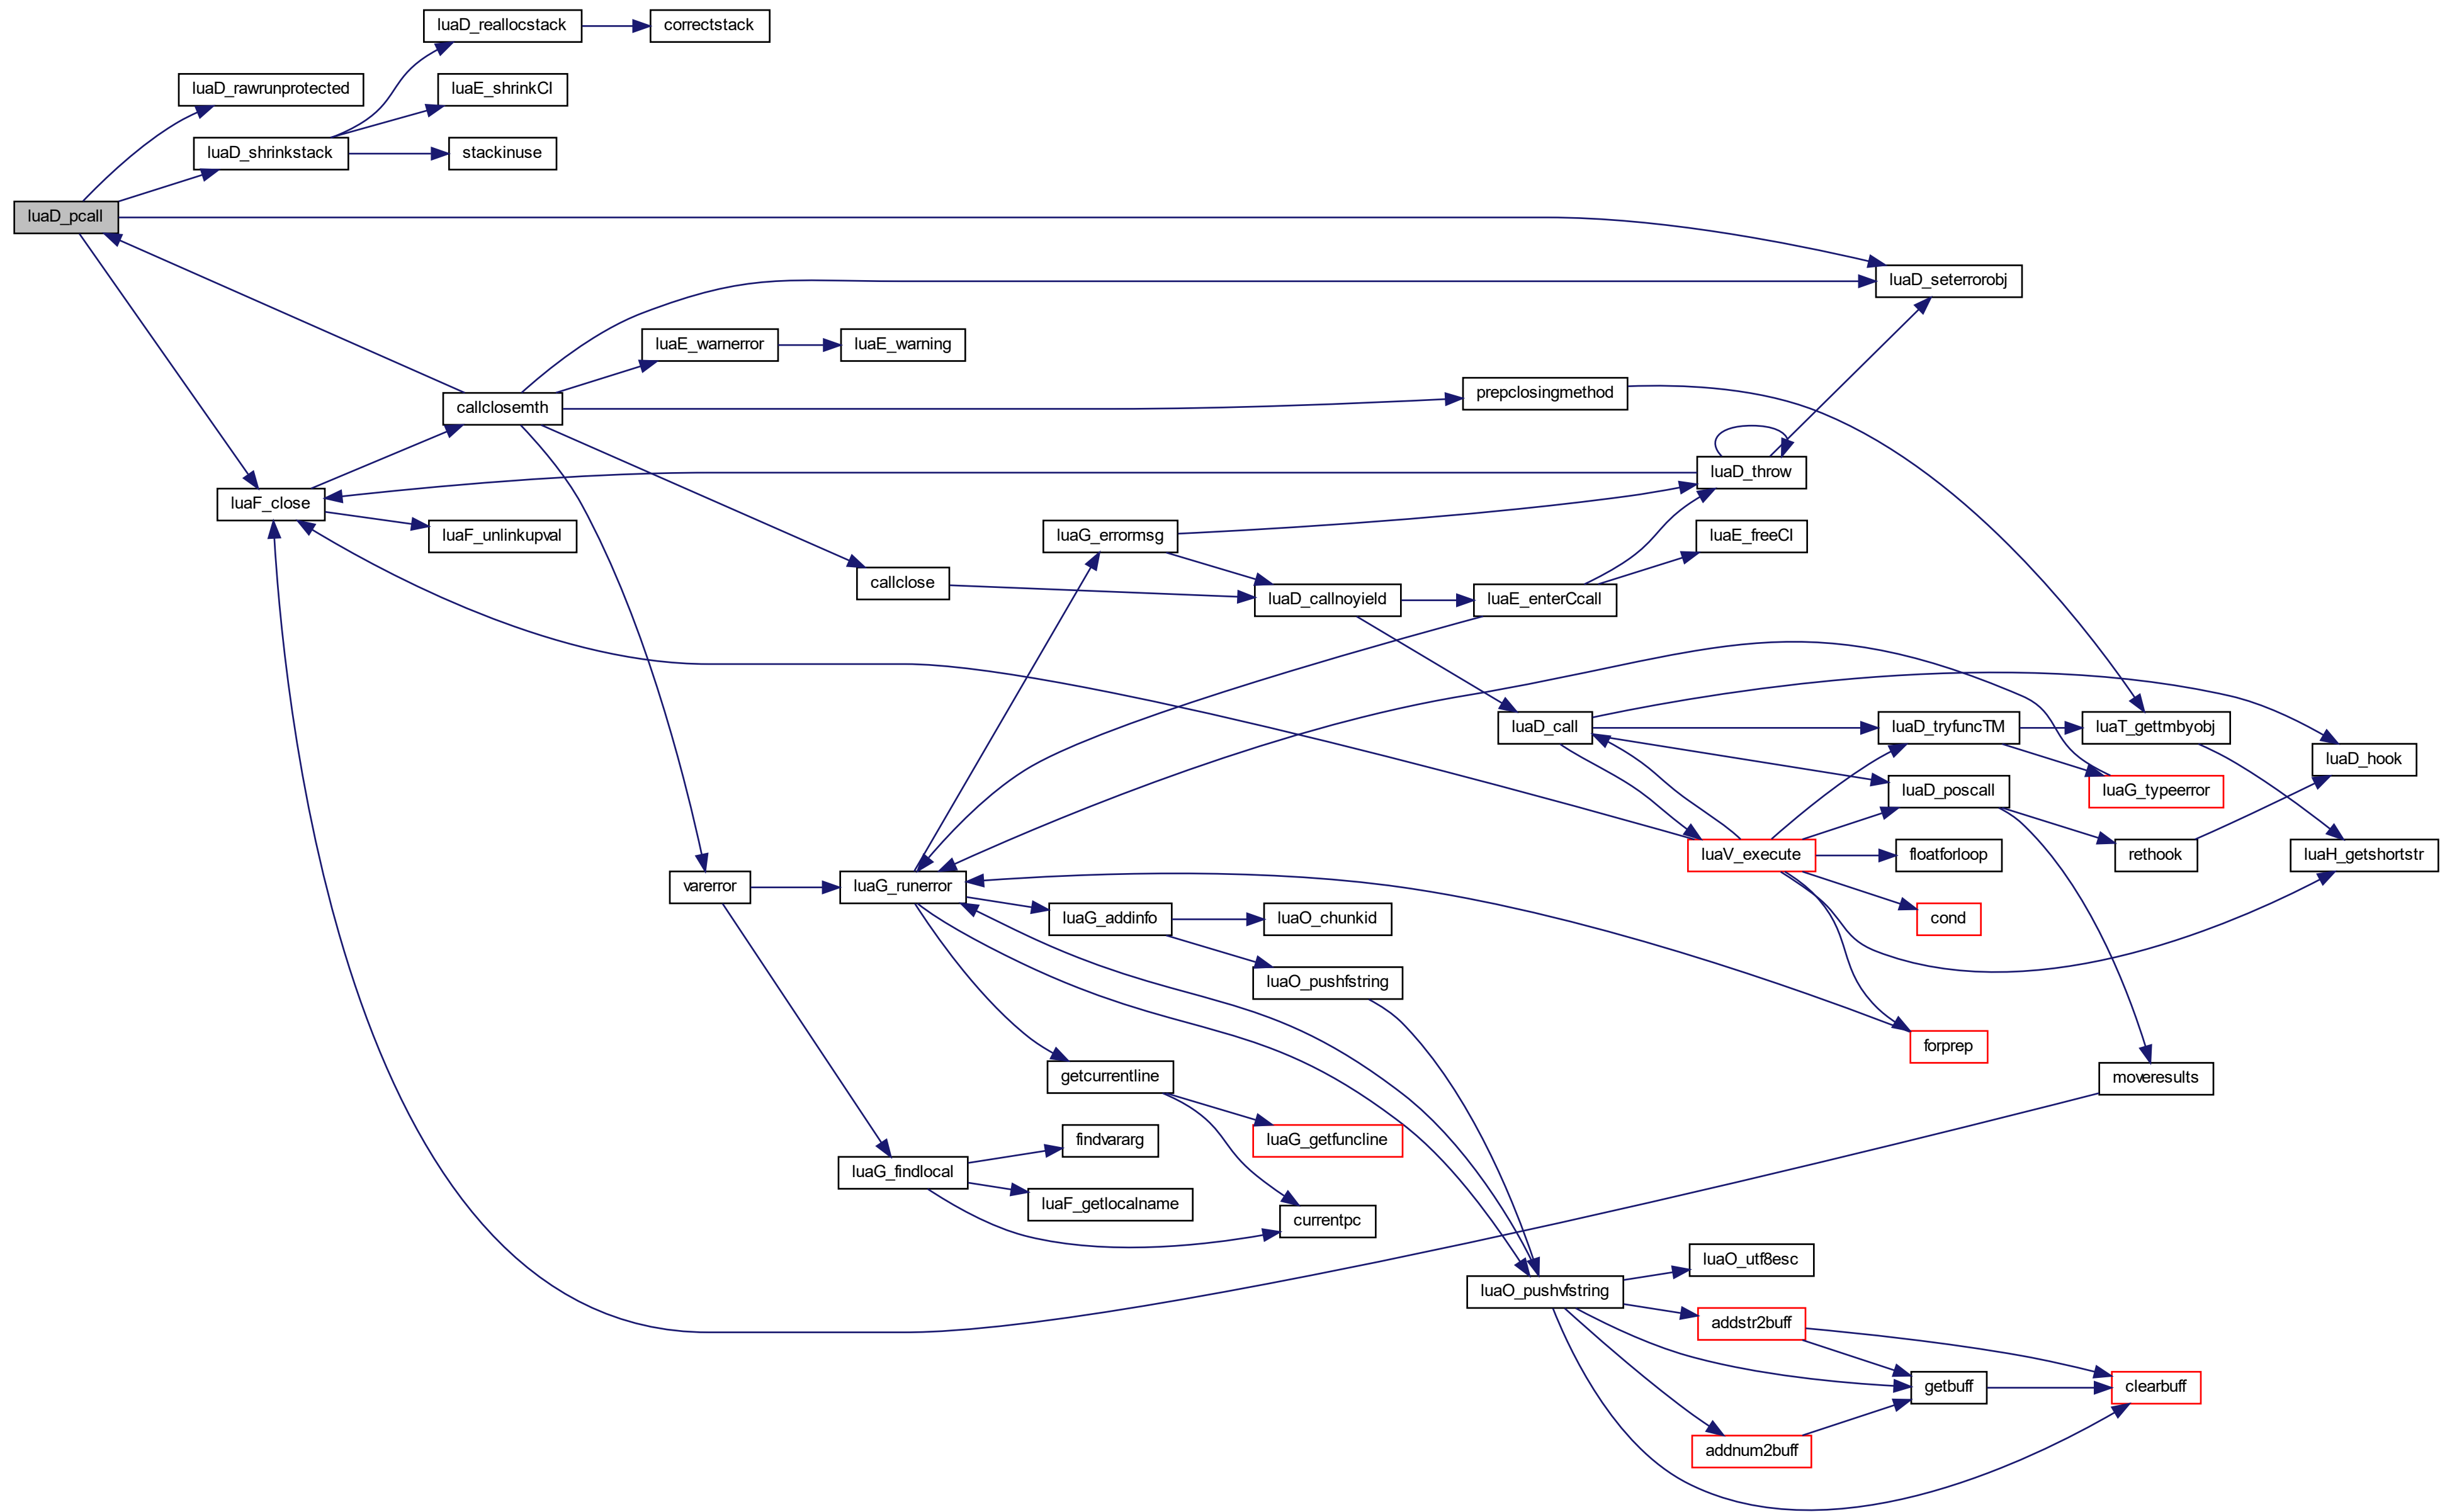 luaD_reallocstack
correctstack
luaD_rawrunprotected
luaE_shrinkCI
luaD_shrinkstack
stackinuse
luaD_pcall
luaD_seterrorobj
luaE_warnerror
luaE_warning
prepclosingmethod
callclosemth
luaD_throw
luaF_close
luaF_unlinkupval
luaG_errormsg
luaE_freeCI
callclose
luaD_callnoyield
luaE_enterCcall
luaD_call
luaD_tryfuncTM
luaT_gettmbyobj
luaD_hook
luaD_poscall
luaG_typeerror
luaV_execute
floatforloop
rethook
luaH_getshortstr
varerror
luaG_runerror
luaG_addinfo
luaO_chunkid
cond
luaO_pushfstring
forprep
getcurrentline
moveresults
findvararg
luaG_getfuncline
luaG_findlocal
luaF_getlocalname
currentpc
luaO_utf8esc
luaO_pushvfstring
addstr2buff
getbuff
clearbuff
addnum2buff